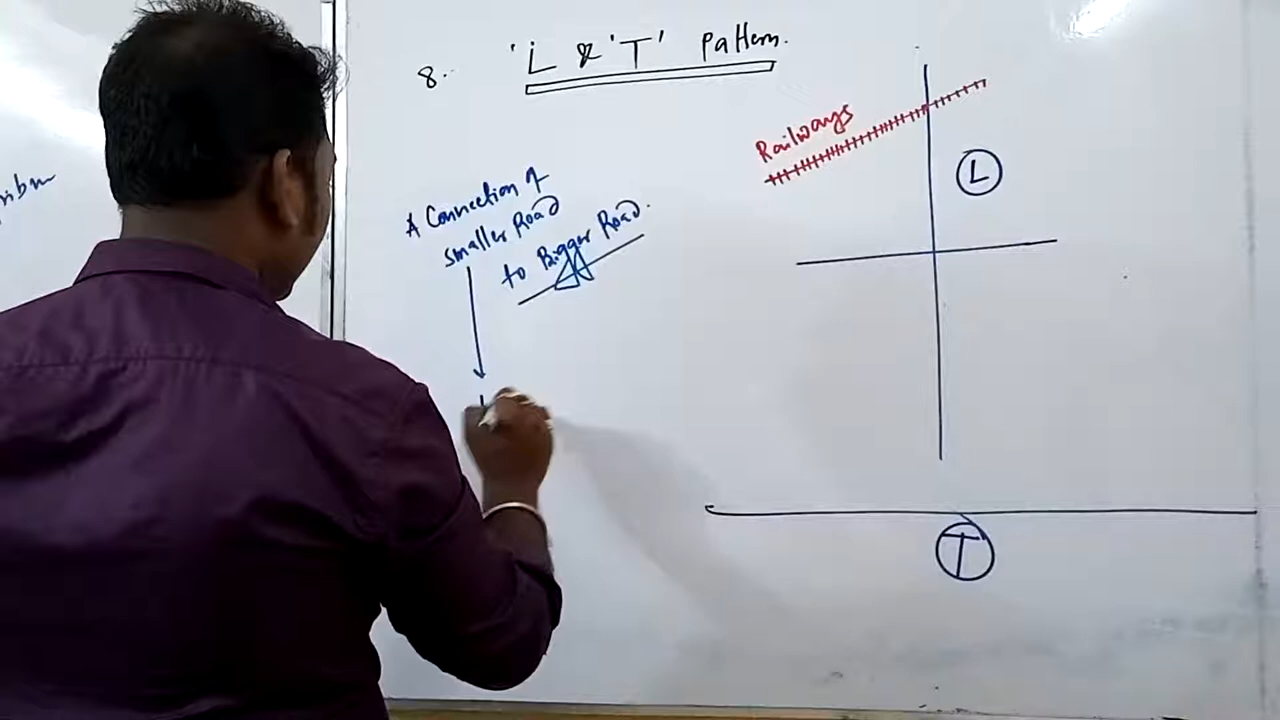 8.. 'L & 'T' Pattern.
Railways
L
A Connection of
smaller Road
to Bigger Road.
T